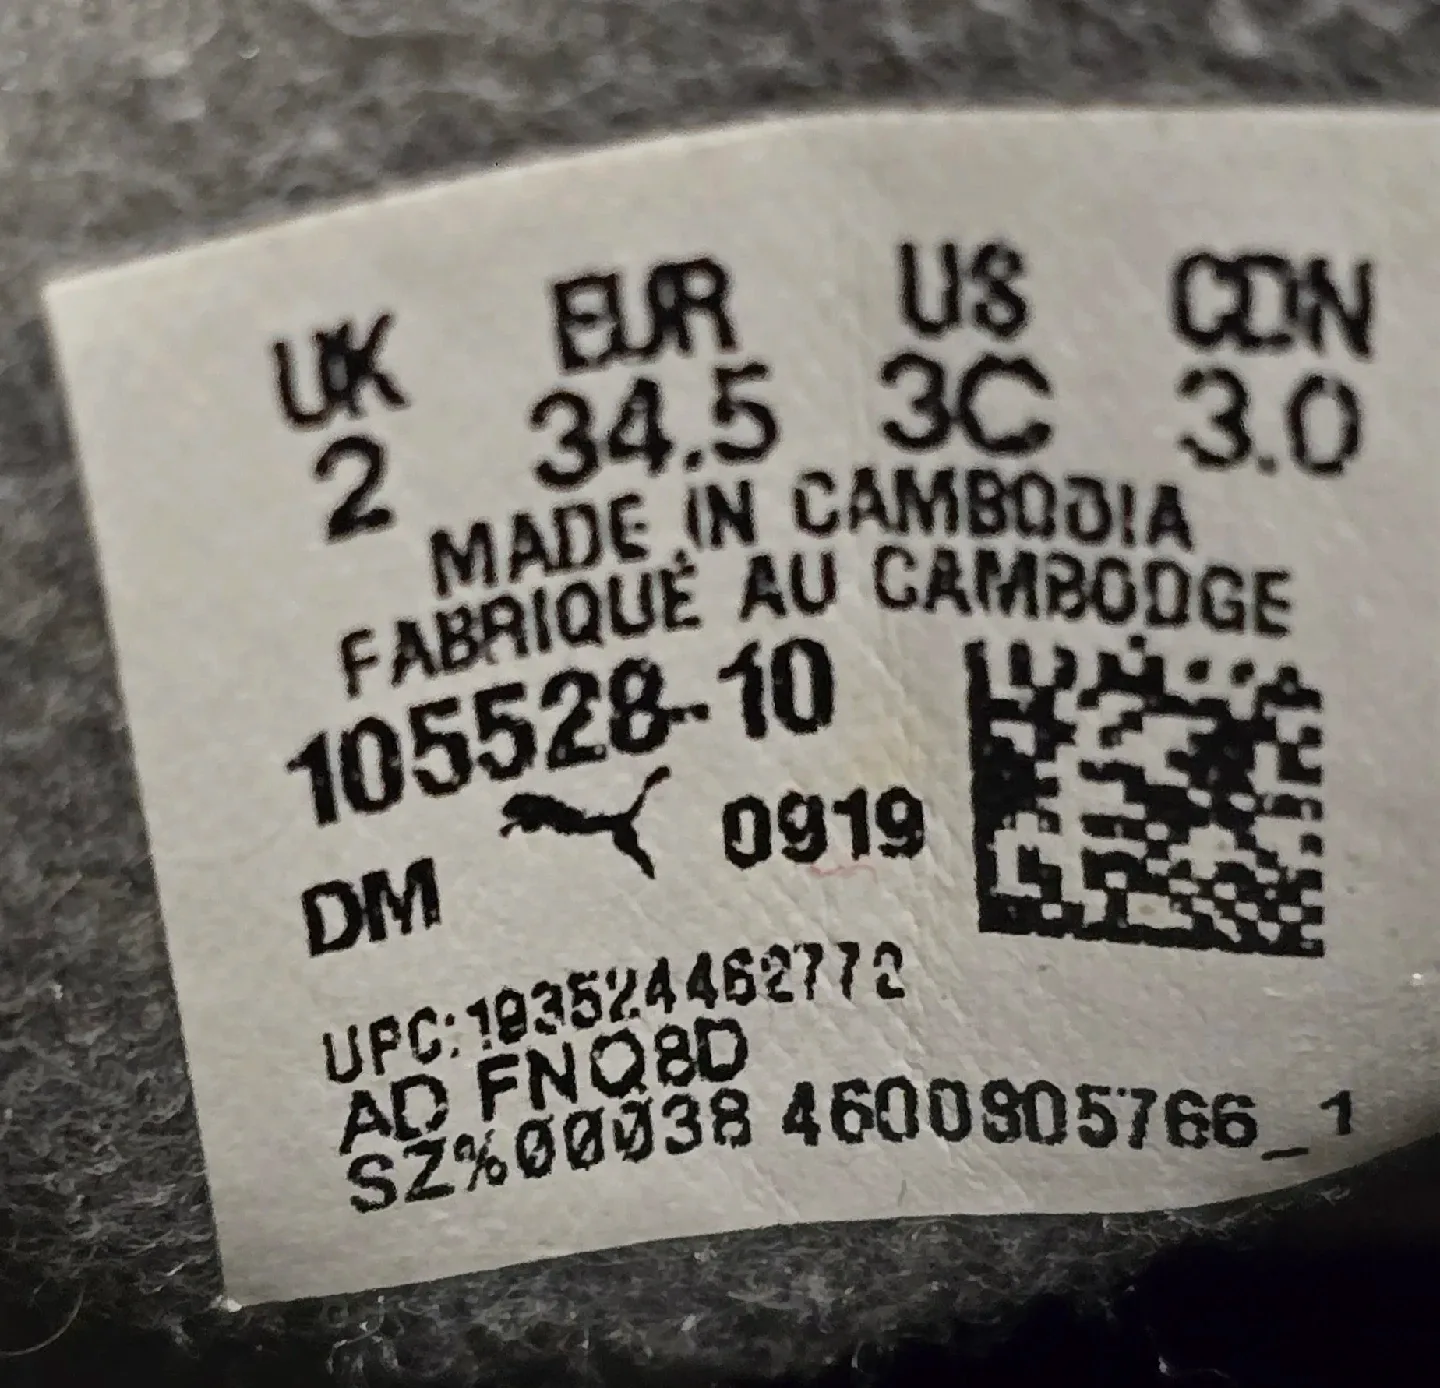 UK EUR US CDN
2 34.5 3C 3.0
MADE IN CAMBODIA
FABRIQUÉ AU CAMBODGE
105528-10
DM 0919
UPC:193524462772
AD FNQ8D
SZ%00038 4600905766_1